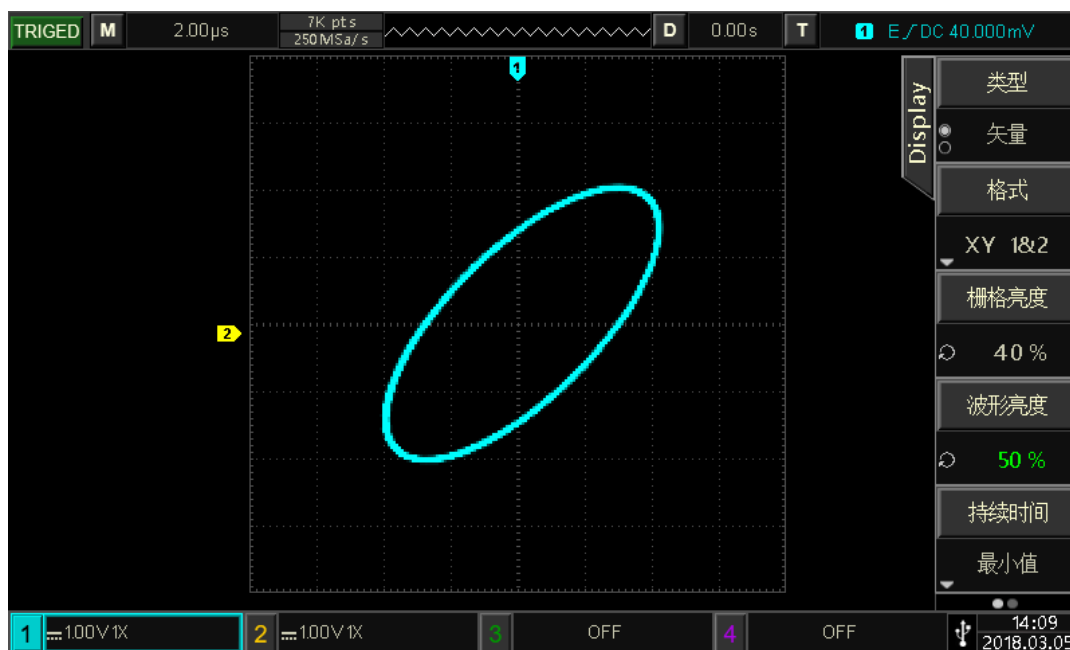 TRIGED M 2.00μs 7K pts D 0.00s T 1 E DC 40.000mV
250MSa/s
1
Display
类型
矢量
格式
XY 1&2
栅格亮度
2
40 %
波形亮度
50 %
持续时间
最小值
1 1.00V 1X 2 1.00V 1X 3 OFF 4 OFF 14:09
2018.03.05